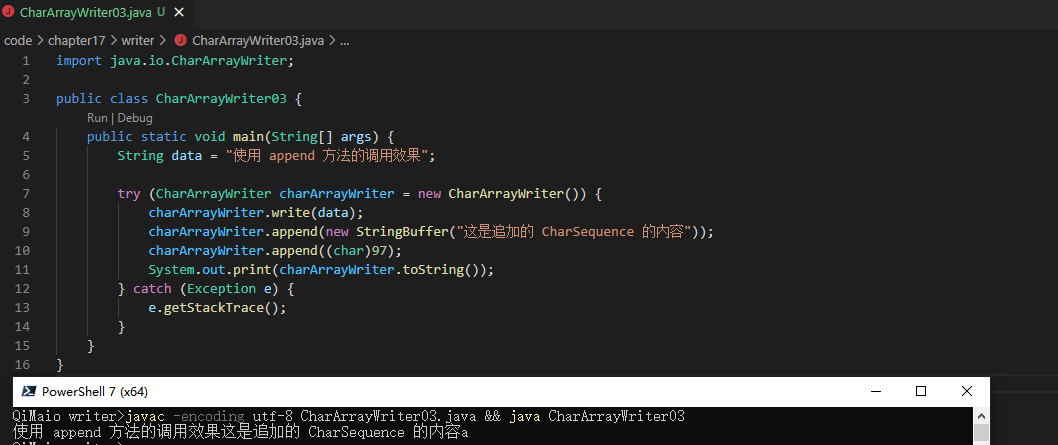 CharArrayWriter03.java U ×
code > chapter17 > writer > CharArrayWriter03.java > ...
1 import java.io.CharArrayWriter;
2
3 public class CharArrayWriter03 {
Run | Debug
4 public static void main(String[] args) {
5 String data = "使用 append 方法的调用效果";
6
7 try (CharArrayWriter charArrayWriter = new CharArrayWriter()) {
8 charArrayWriter.write(data);
9 charArrayWriter.append(new StringBuffer("这是追加的 CharSequence 的内容"));
10 charArrayWriter.append((char)97);
11 System.out.print(charArrayWriter.toString());
12 } catch (Exception e) {
13 e.getStackTrace();
14 }
15 }
16 }
PowerShell 7 (x64)
QiMaio writer>javac -encoding utf-8 CharArrayWriter03.java && java CharArrayWriter03
使用 append 方法的调用效果这是追加的 CharSequence 的内容a